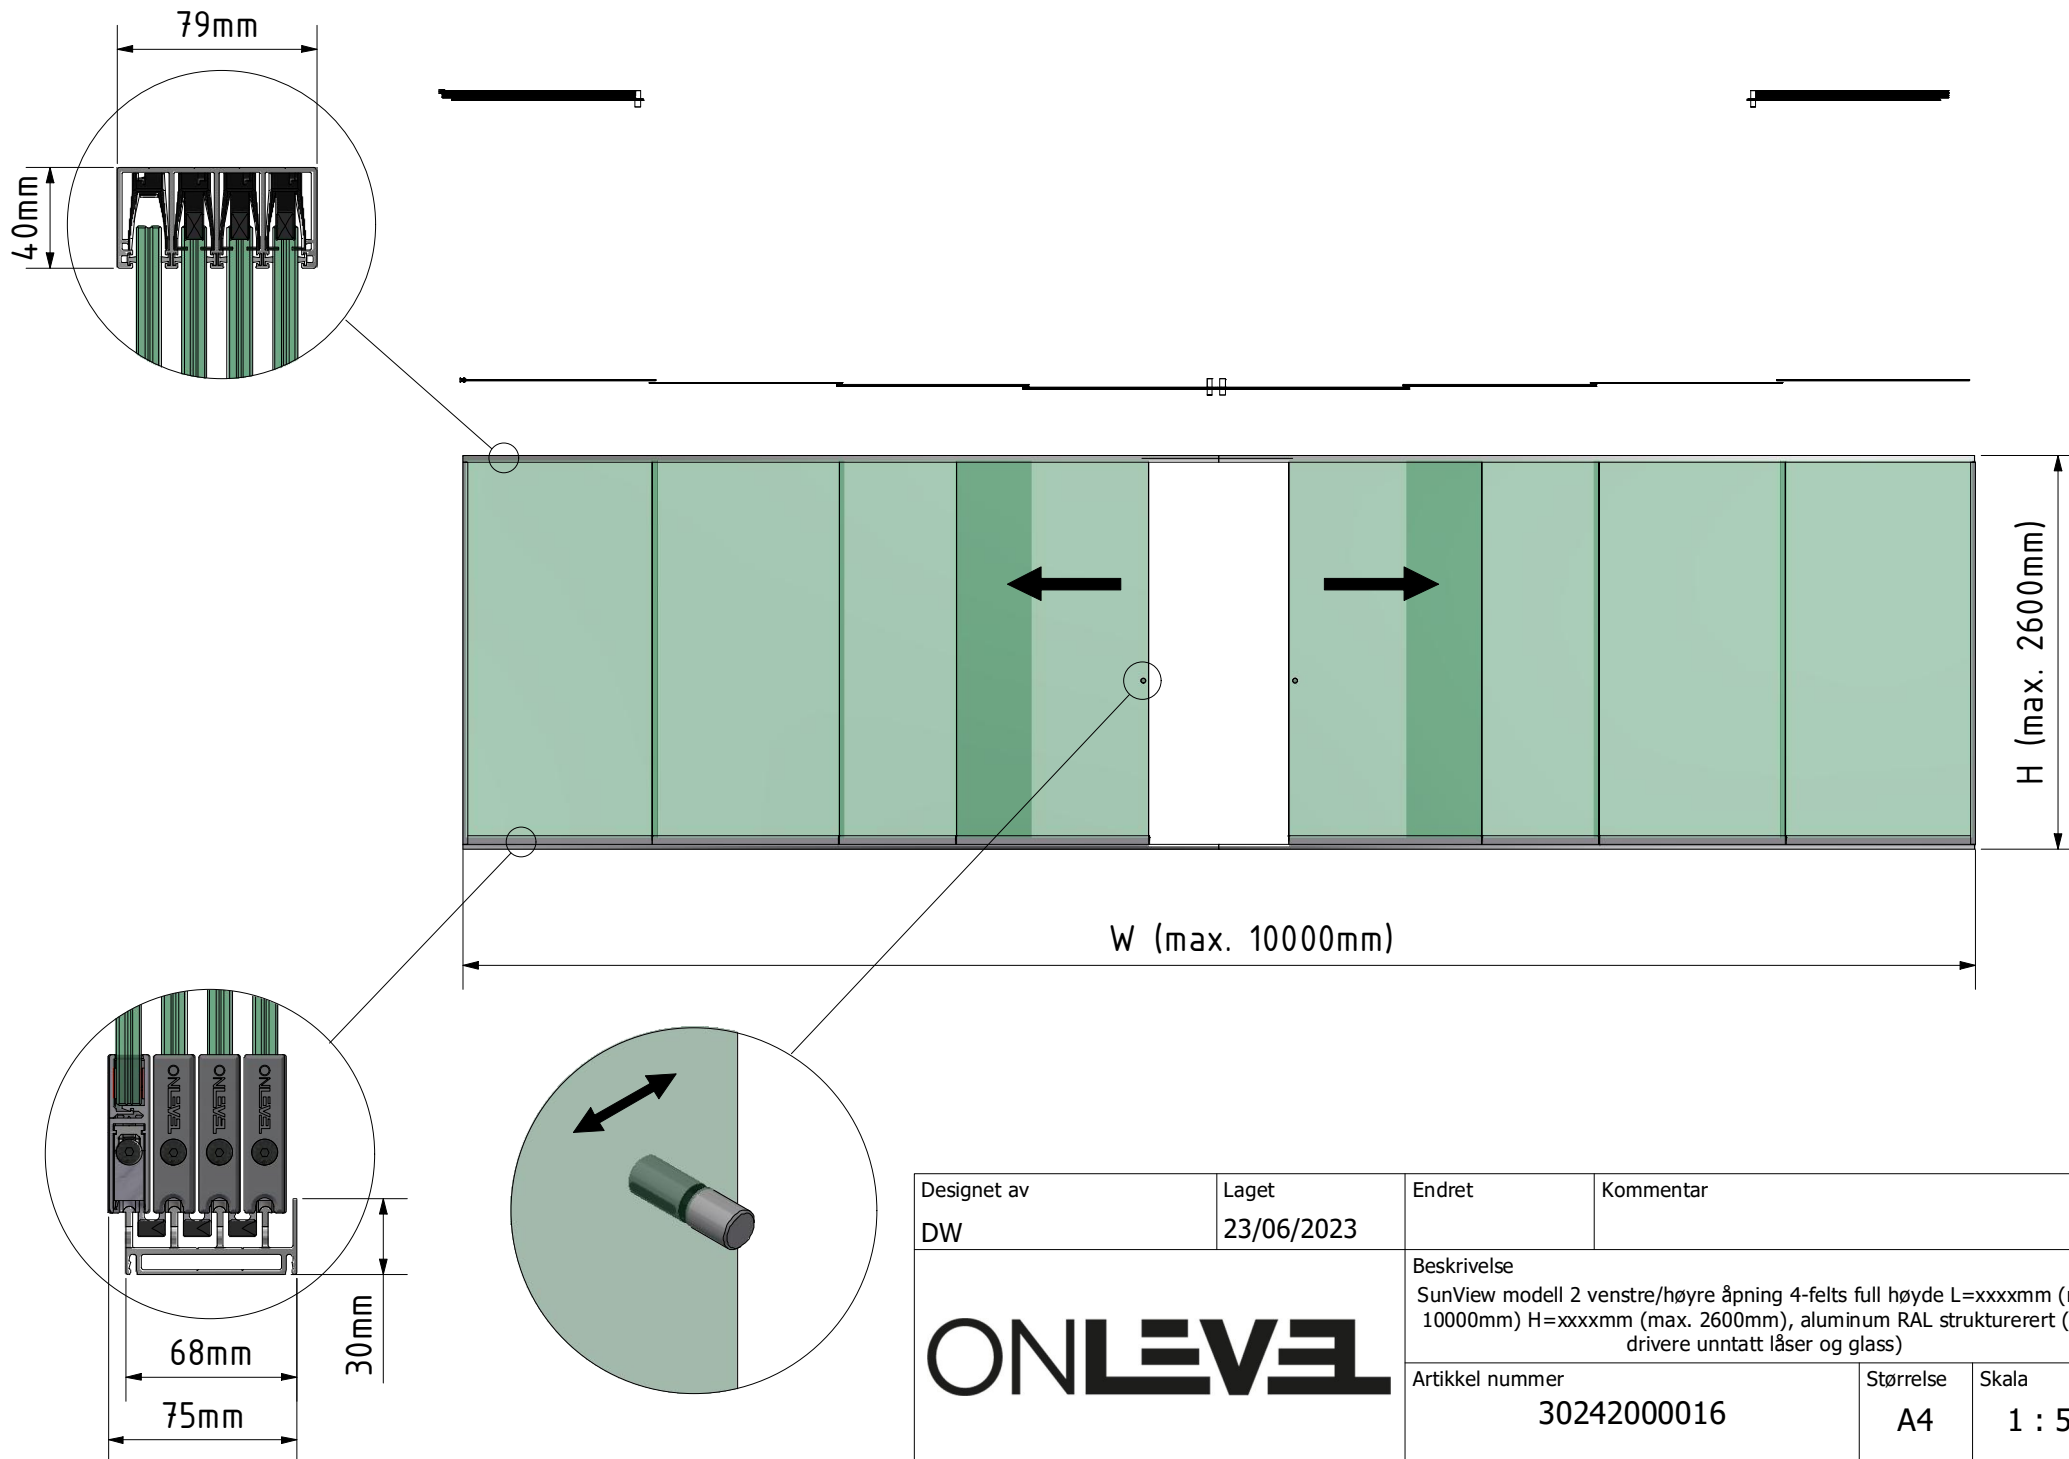 79mm
40mm
H (max. 2600mm)
W (max. 10000mm)
ONLEVEL
ONLEVEL
ONLEVEL
30mm
68mm
75mm
Designet av
DW
Laget
23/06/2023
Endret
Kommentar
ONLEVEL
Beskrivelse
SunView modell 2 venstre/høyre åpning 4-felts full høyde L=xxxxmm (
10000mm) H=xxxxmm (max. 2600mm), aluminum RAL strukturerert (
drivere unntatt låser og glass)
Artikkel nummer
30242000016
Størrelse
A4
Skala
1 : 5